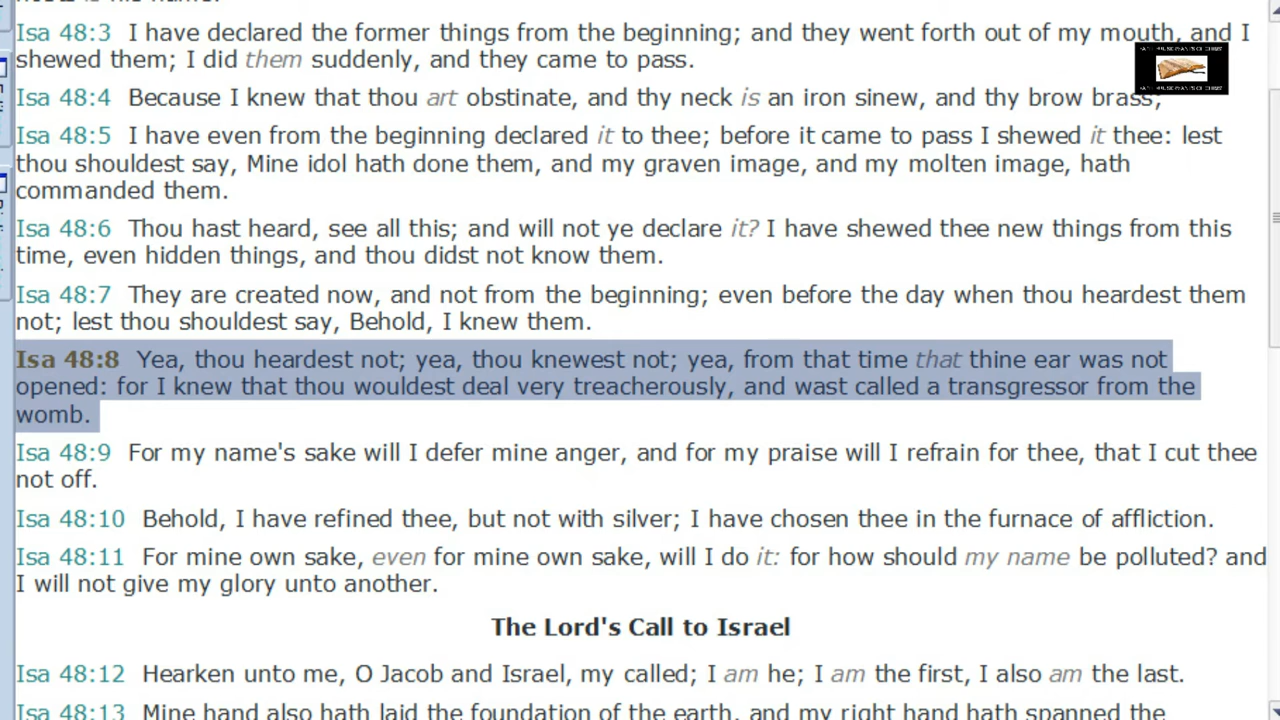 is his name.
Isa 48:3 I have declared the former things from the beginning; and they went forth out of my mouth, and I
shewed them; I did them suddenly, and they came to pass.
Isa 48:4 Because I knew that thou art obstinate, and thy neck is an iron sinew, and thy brow brass;
Isa 48:5 I have even from the beginning declared it to thee; before it came to pass I shewed it thee: lest
thou shouldest say, Mine idol hath done them, and my graven image, and my molten image, hath
commanded them.
Isa 48:6 Thou hast heard, see all this; and will not ye declare it? I have shewed thee new things from this
time, even hidden things, and thou didst not know them.
Isa 48:7 They are created now, and not from the beginning; even before the day when thou heardest them
not; lest thou shouldest say, Behold, I knew them.
Isa 48:8 Yea, thou heardest not; yea, thou knewest not; yea, from that time that thine ear was not
opened: for I knew that thou wouldest deal very treacherously, and wast called a transgressor from the
womb.
Isa 48:9 For my name's sake will I defer mine anger, and for my praise will I refrain for thee, that I cut thee
not off.
Isa 48:10 Behold, I have refined thee, but not with silver; I have chosen thee in the furnace of affliction.
Isa 48:11 For mine own sake, even for mine own sake, will I do it: for how should my name be polluted? and
I will not give my glory unto another.
The Lord's Call to Israel
Isa 48:12 Hearken unto me, O Jacob and Israel, my called; I am he; I am the first, I also am the last.
Isa 48:13 Mine hand also hath laid the foundation of the earth, and my right hand hath spanned the